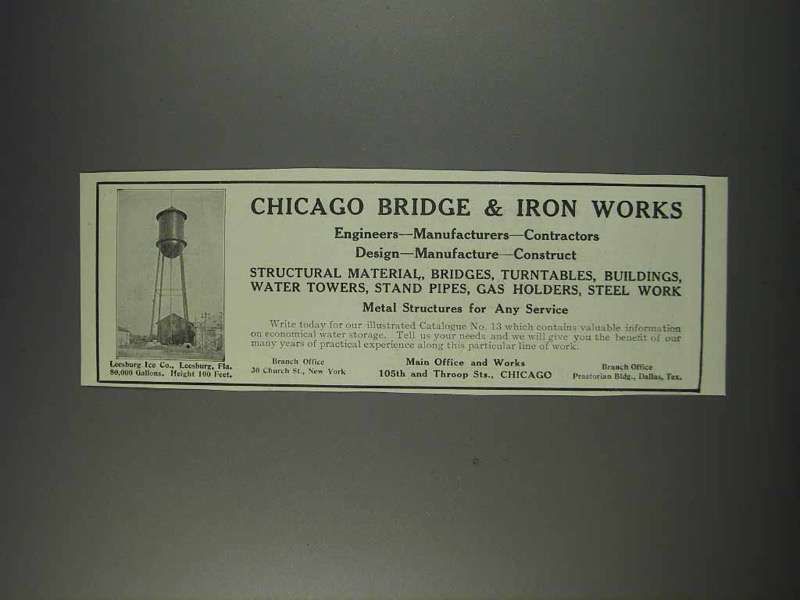 CHICAGO BRIDGE & IRON WORKS
Engineers—Manufacturers—Contractors
Design—Manufacture—Construct
STRUCTURAL MATERIAL, BRIDGES, TURNTABLES, BUILDINGS,
WATER TOWERS, STAND PIPES, GAS HOLDERS, STEEL WORK
Metal Structures for Any Service
Write today for our illustrated Catalogue No. 13 which contains valuable information
on economical water storage. Tell us your needs and we will give you the benefit of our
many years of practical experience along this particular line of work.
Leesburg Ice Co., Leesburg, Fla.
80,000 Gallons. Height 100 Feet.
Branch Office
30 Church St., New York
Main Office and Works
105th and Throop Sts., CHICAGO
Branch Office
Praetorian Bldg., Dallas, Tex.